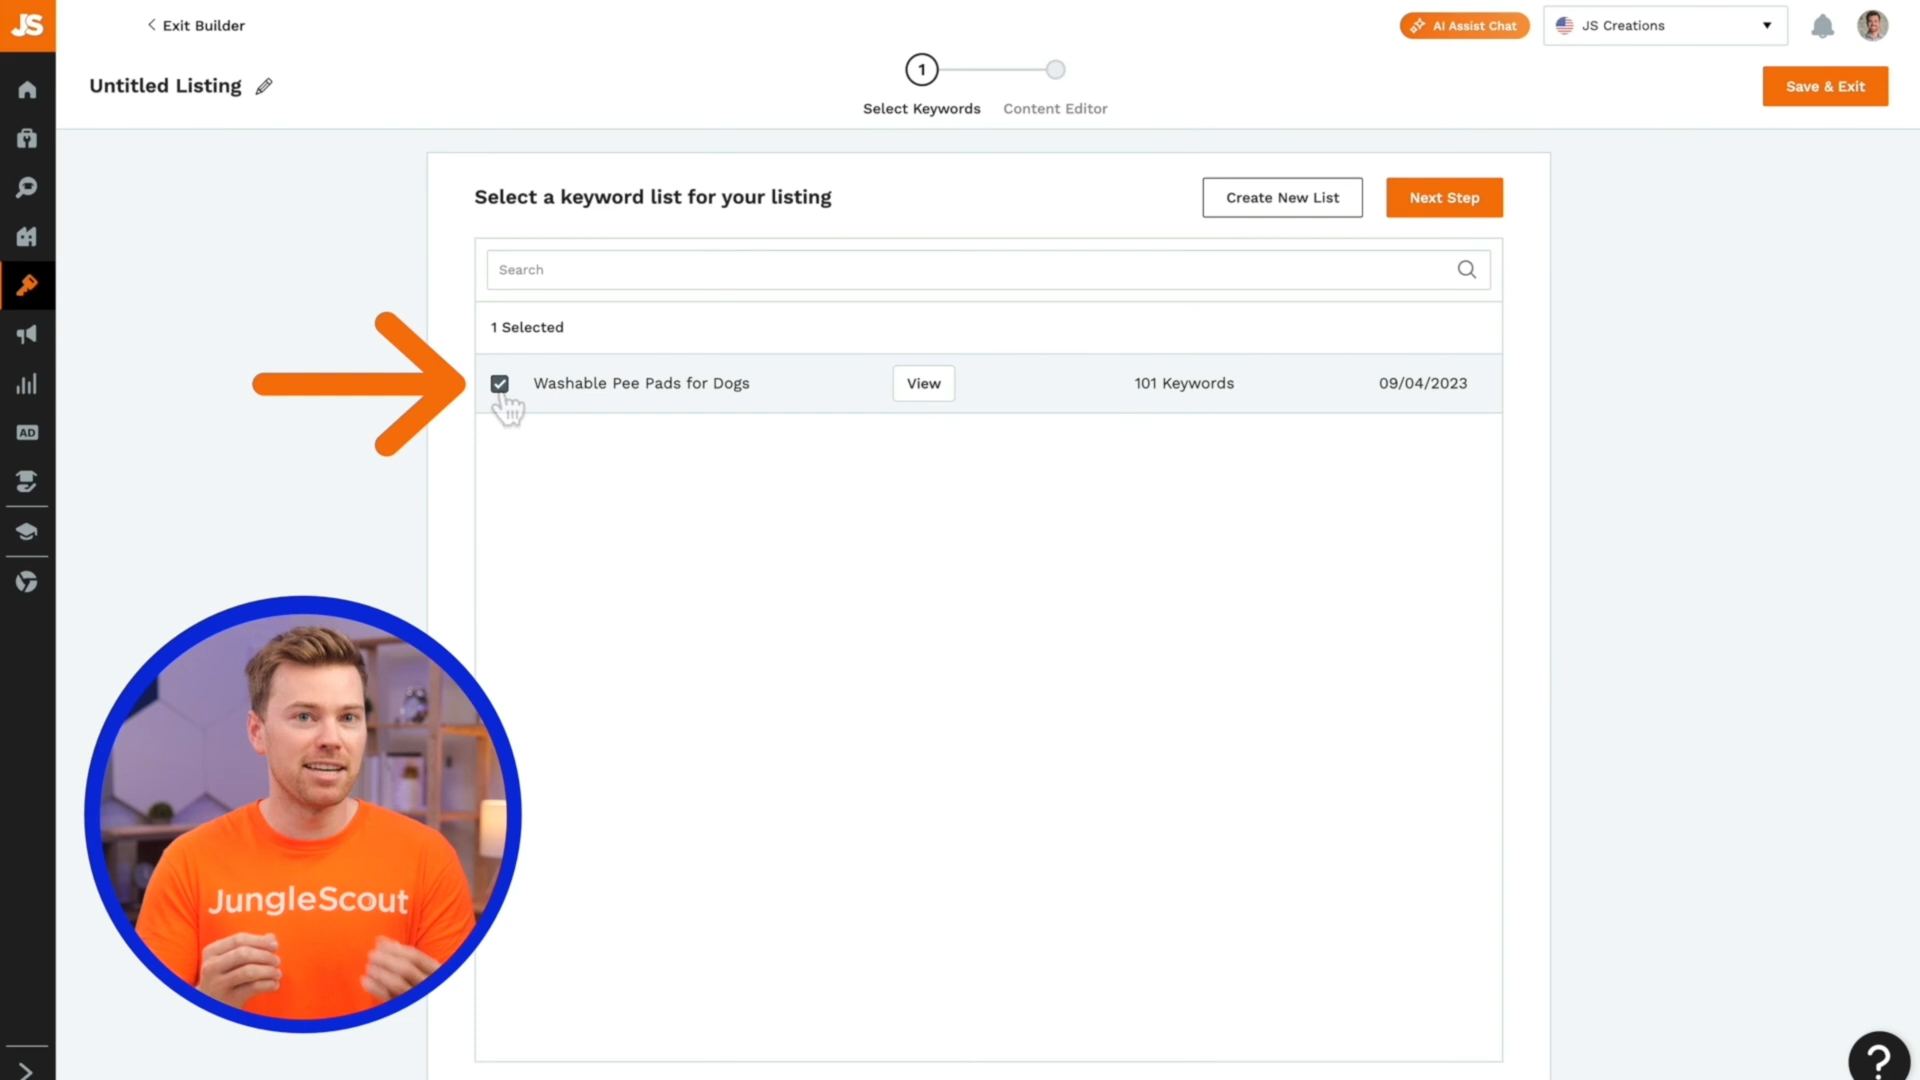 JS
Exit Builder
AI Assist Chat
JS Creations
Untitled Listing
1
Select Keywords
Content Editor
Save & Exit
Select a keyword list for your listing
Create New List
Next Step
Search
1 Selected
Washable Pee Pads for Dogs
View
101 Keywords
09/04/2023
AD
JungleScout
?